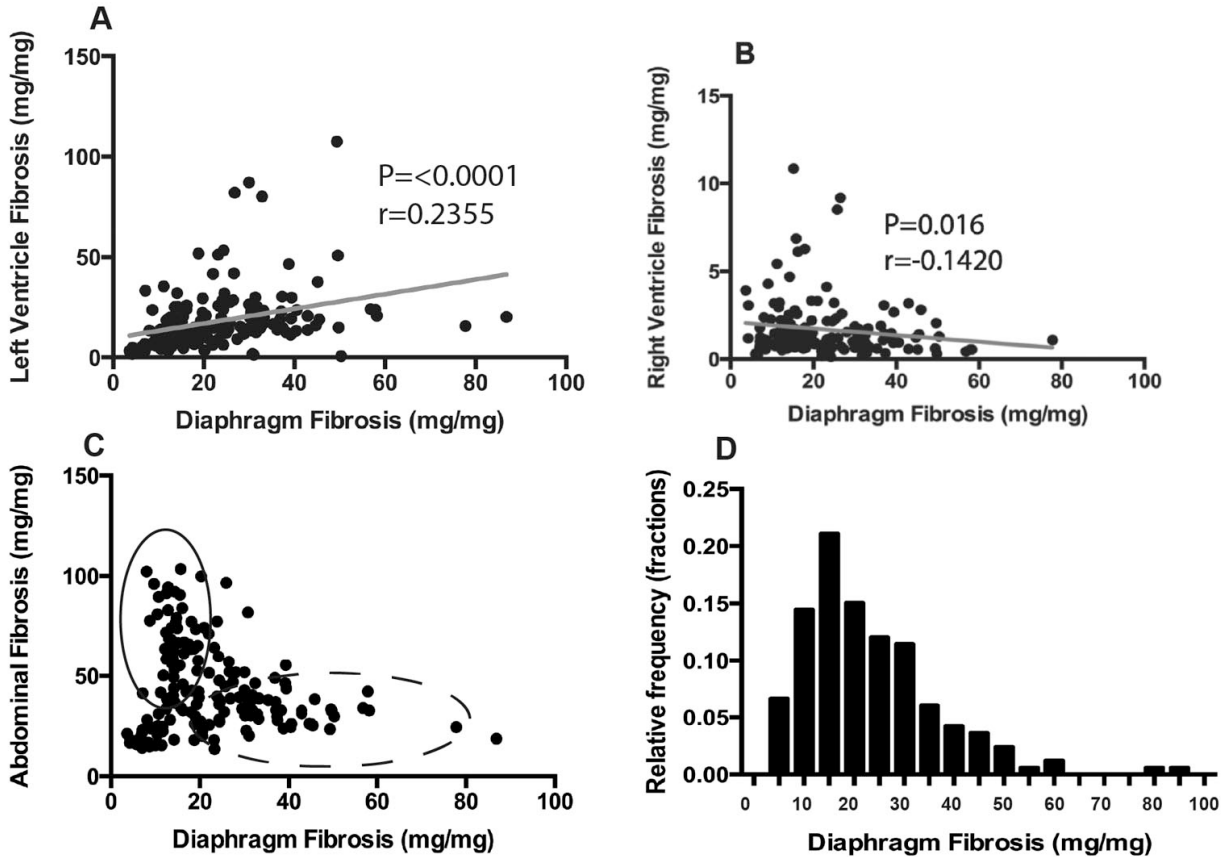 A
Left Ventricle Fibrosis (mg/mg)
150
100
50
0
P=<0.0001
r=0.2355
0 20 40 60 80 100
Diaphragm Fibrosis (mg/mg)
B
Right Ventricle Fibrosis (mg/mg)
15
10
5
0
P=0.016
r=-0.1420
0 20 40 60 80 100
Diaphragm Fibrosis (mg/mg)
C
Abdominal Fibrosis (mg/mg)
150
100
50
0
0 20 40 60 80 100
Diaphragm Fibrosis (mg/mg)
D
Relative frequency (fractions)
0.25
0.20
0.15
0.10
0.05
0.00
0 10 20 30 40 50 60 70 80 100
Diaphragm Fibrosis (mg/mg)